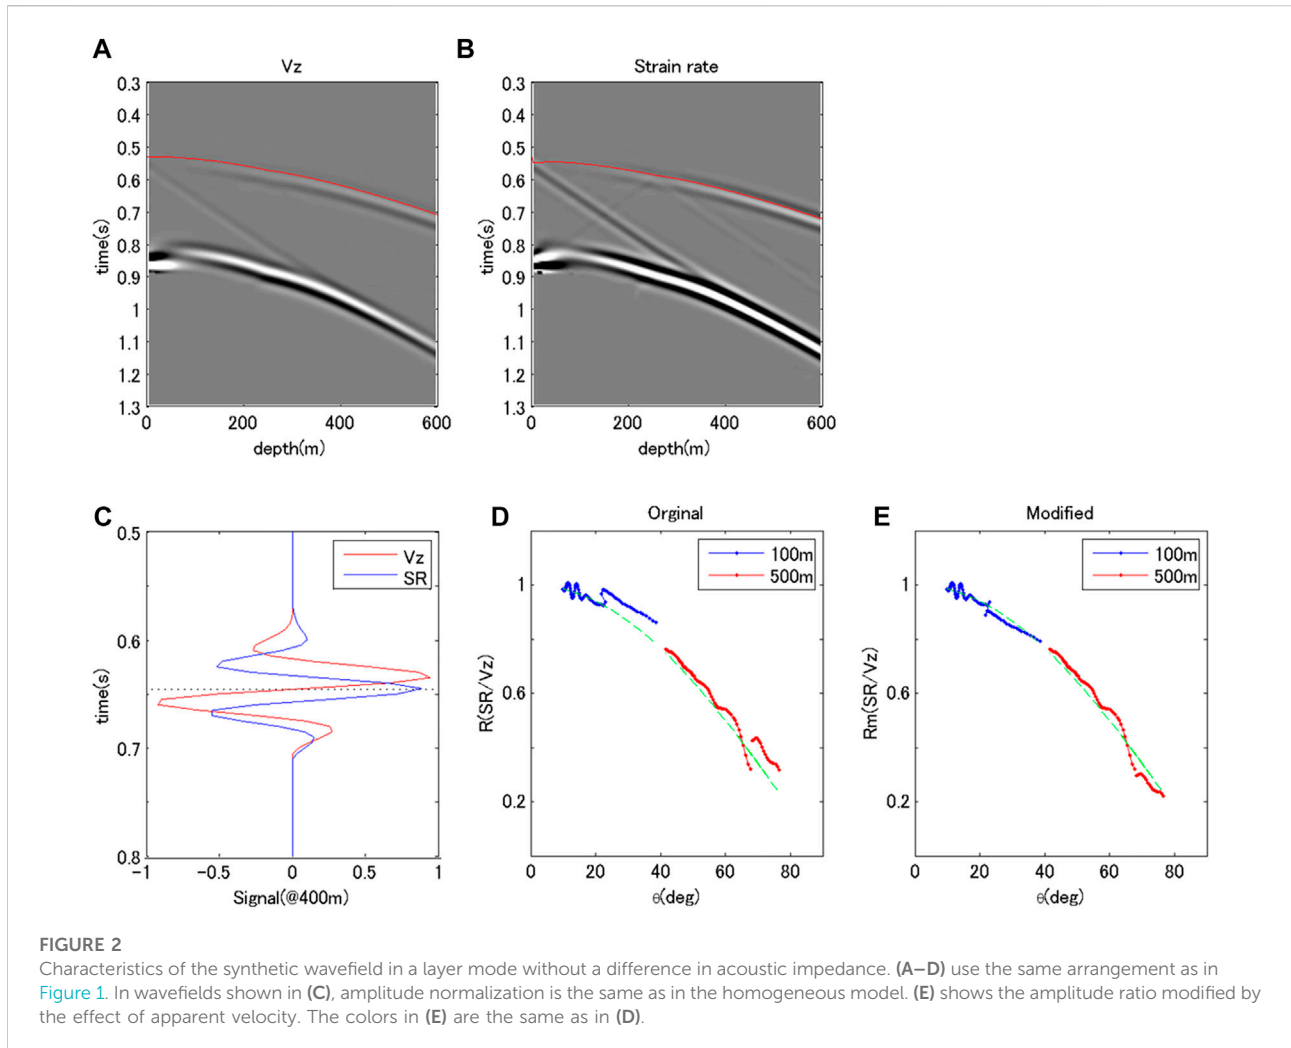 A
B
Vz
Strain rate
0.3
0.4
0.5
0.6
0.7
0.8
0.9
1
1.1
1.2
1.3
time(s)
0
200
400
600
depth(m)
0.3
0.4
0.5
0.6
0.7
0.8
0.9
1
1.1
1.2
1.3
time(s)
0
200
400
600
depth(m)
C
0.5
0.6
0.7
0.8
time(s)
Vz
SR
-1
-0.5
0
0.5
1
Signal(@400m)
D
Orginal
100m
500m
1
0.6
0.2
R(SR/Vz)
0
20
40
60
80
θ(deg)
E
Modified
100m
500m
1
0.6
0.2
Rm(SR/Vz)
0
20
40
60
80
θ(deg)
FIGURE 2
Characteristics of the synthetic wavefield in a layer mode without a difference in acoustic impedance. (A–D) use the same arrangement as in
Figure 1. In wavefields shown in (C), amplitude normalization is the same as in the homogeneous model. (E) shows the amplitude ratio modified by
the effect of apparent velocity. The colors in (E) are the same as in (D).